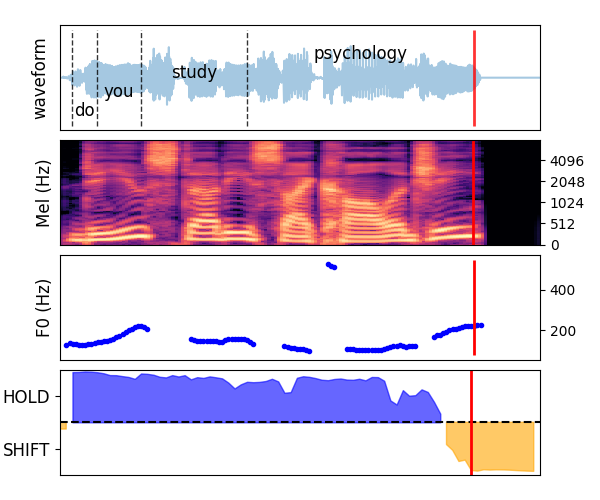 waveform
do
you
study
psychology
Mel (Hz)
4096
2048
1024
512
0
F0 (Hz)
400
200
HOLD
SHIFT